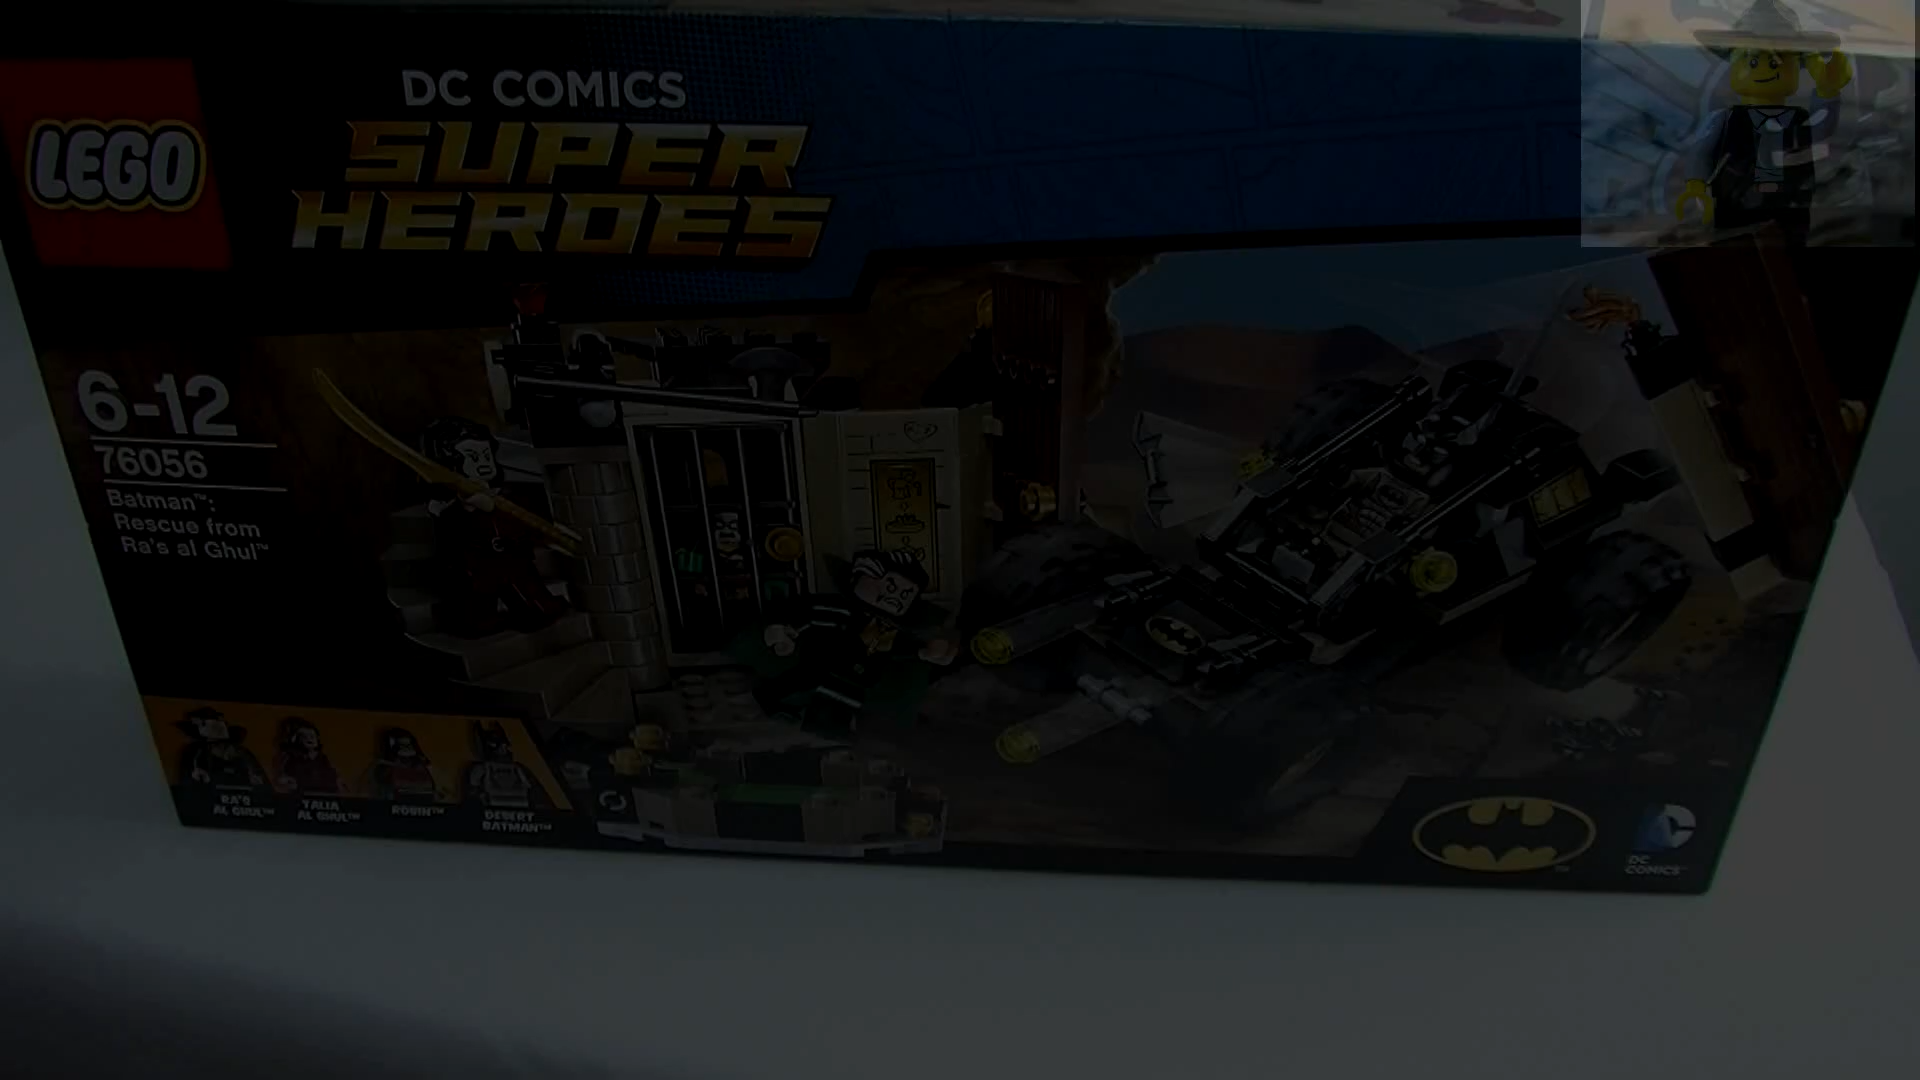 LEGO
DC COMICS
SUPER
HEROES
6-12
76056
Batman™:
Rescue from
Ra's al Ghul™
RA'S
AL GHUL™
TALIA
AL GHUL™
ROBIN™
DESERT
BATMAN™
DC
COMICS™